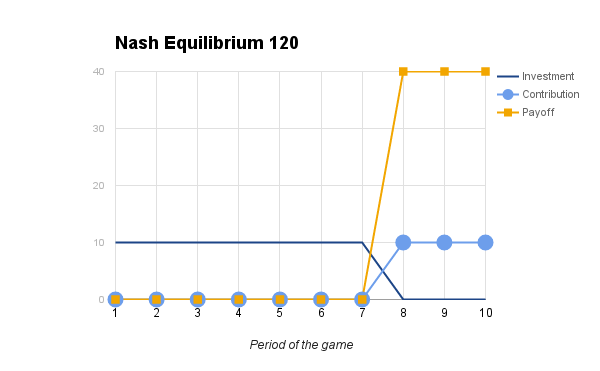 Nash Equilibrium 120
40
30
20
10
0
1 2 3 4 5 6 7 8 9 10
Period of the game
Investment
Contribution
Payoff